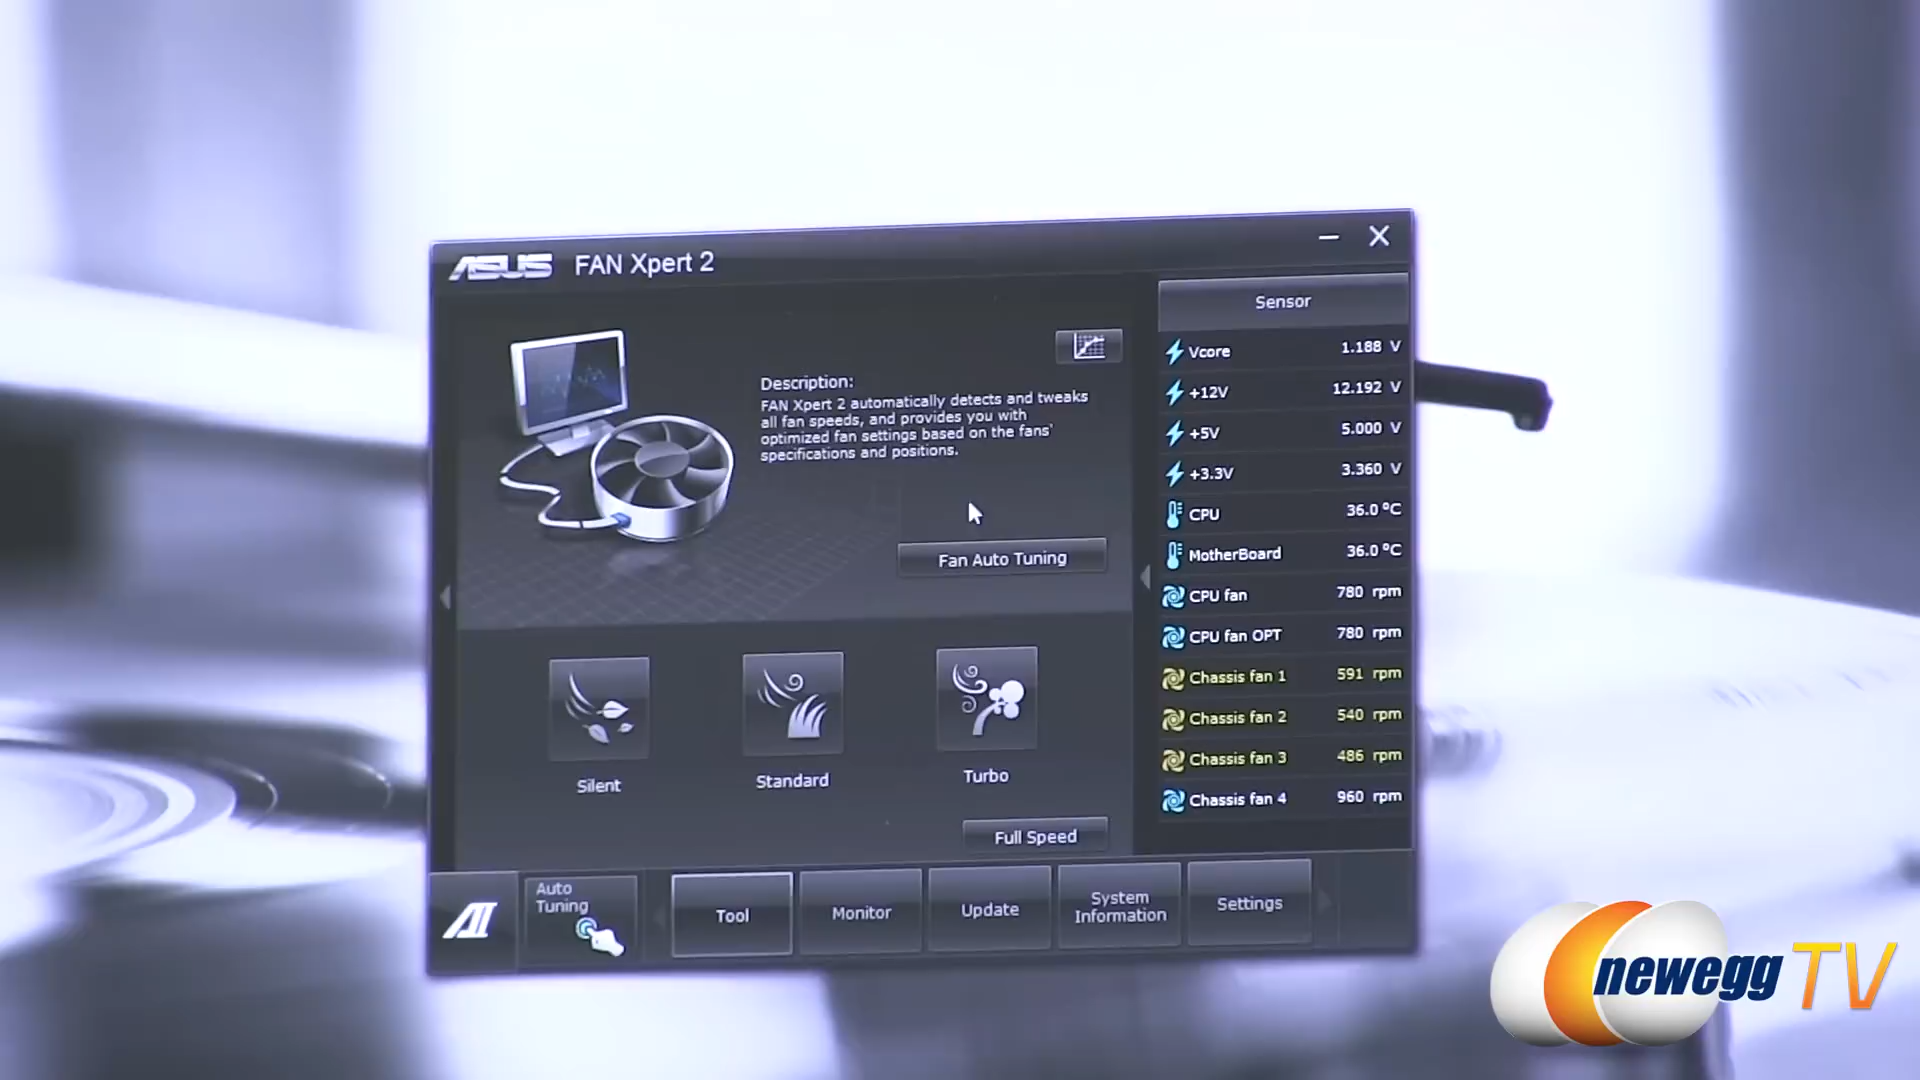 ASUS FAN Xpert 2
Description:
FAN Xpert 2 automatically detects and tweaks
all fan speeds, and provides you with
optimized fan settings based on the fans'
specifications and positions.
Fan Auto Tuning
Silent
Standard
Turbo
Full Speed
Sensor
Vcore 1.188 V
+12V 12.192 V
+5V 5.000 V
+3.3V 3.360 V
CPU 36.0 °C
MotherBoard 36.0 °C
CPU fan 780 rpm
CPU fan OPT 780 rpm
Chassis fan 1 591 rpm
Chassis fan 2 540 rpm
Chassis fan 3 486 rpm
Chassis fan 4 960 rpm
AI
Auto
Tuning
Tool
Monitor
Update
System
Information
Settings
newegg TV